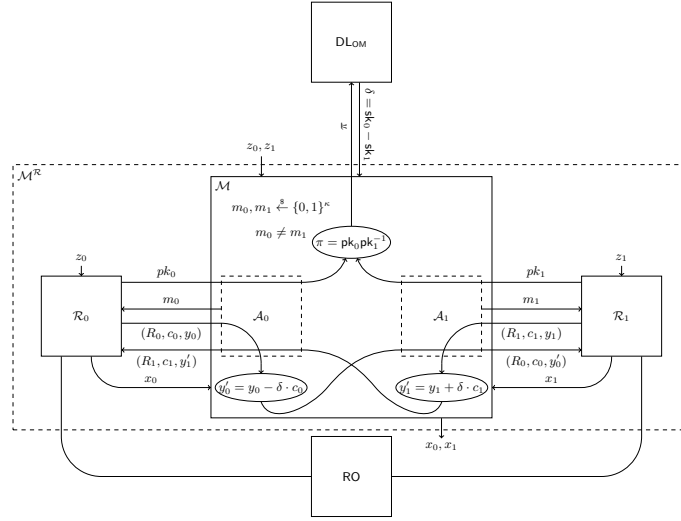 DL_OM
π
δ = sk_0 − sk_1
z_0, z_1
ℳ^ℛ
ℳ
m_0, m_1 ←$ {0, 1}^κ
m_0 ≠ m_1
π = pk_0 pk_1^{-1}
z_0
z_1
pk_0
pk_1
m_0
m_1
ℛ_0
𝒜_0
𝒜_1
ℛ_1
(R_0, c_0, y_0)
(R_1, c_1, y_1)
(R_1, c_1, y'_1)
(R_0, c_0, y'_0)
x_0
x_1
y'_0 = y_0 − δ · c_0
y'_1 = y_1 + δ · c_1
x_0, x_1
RO